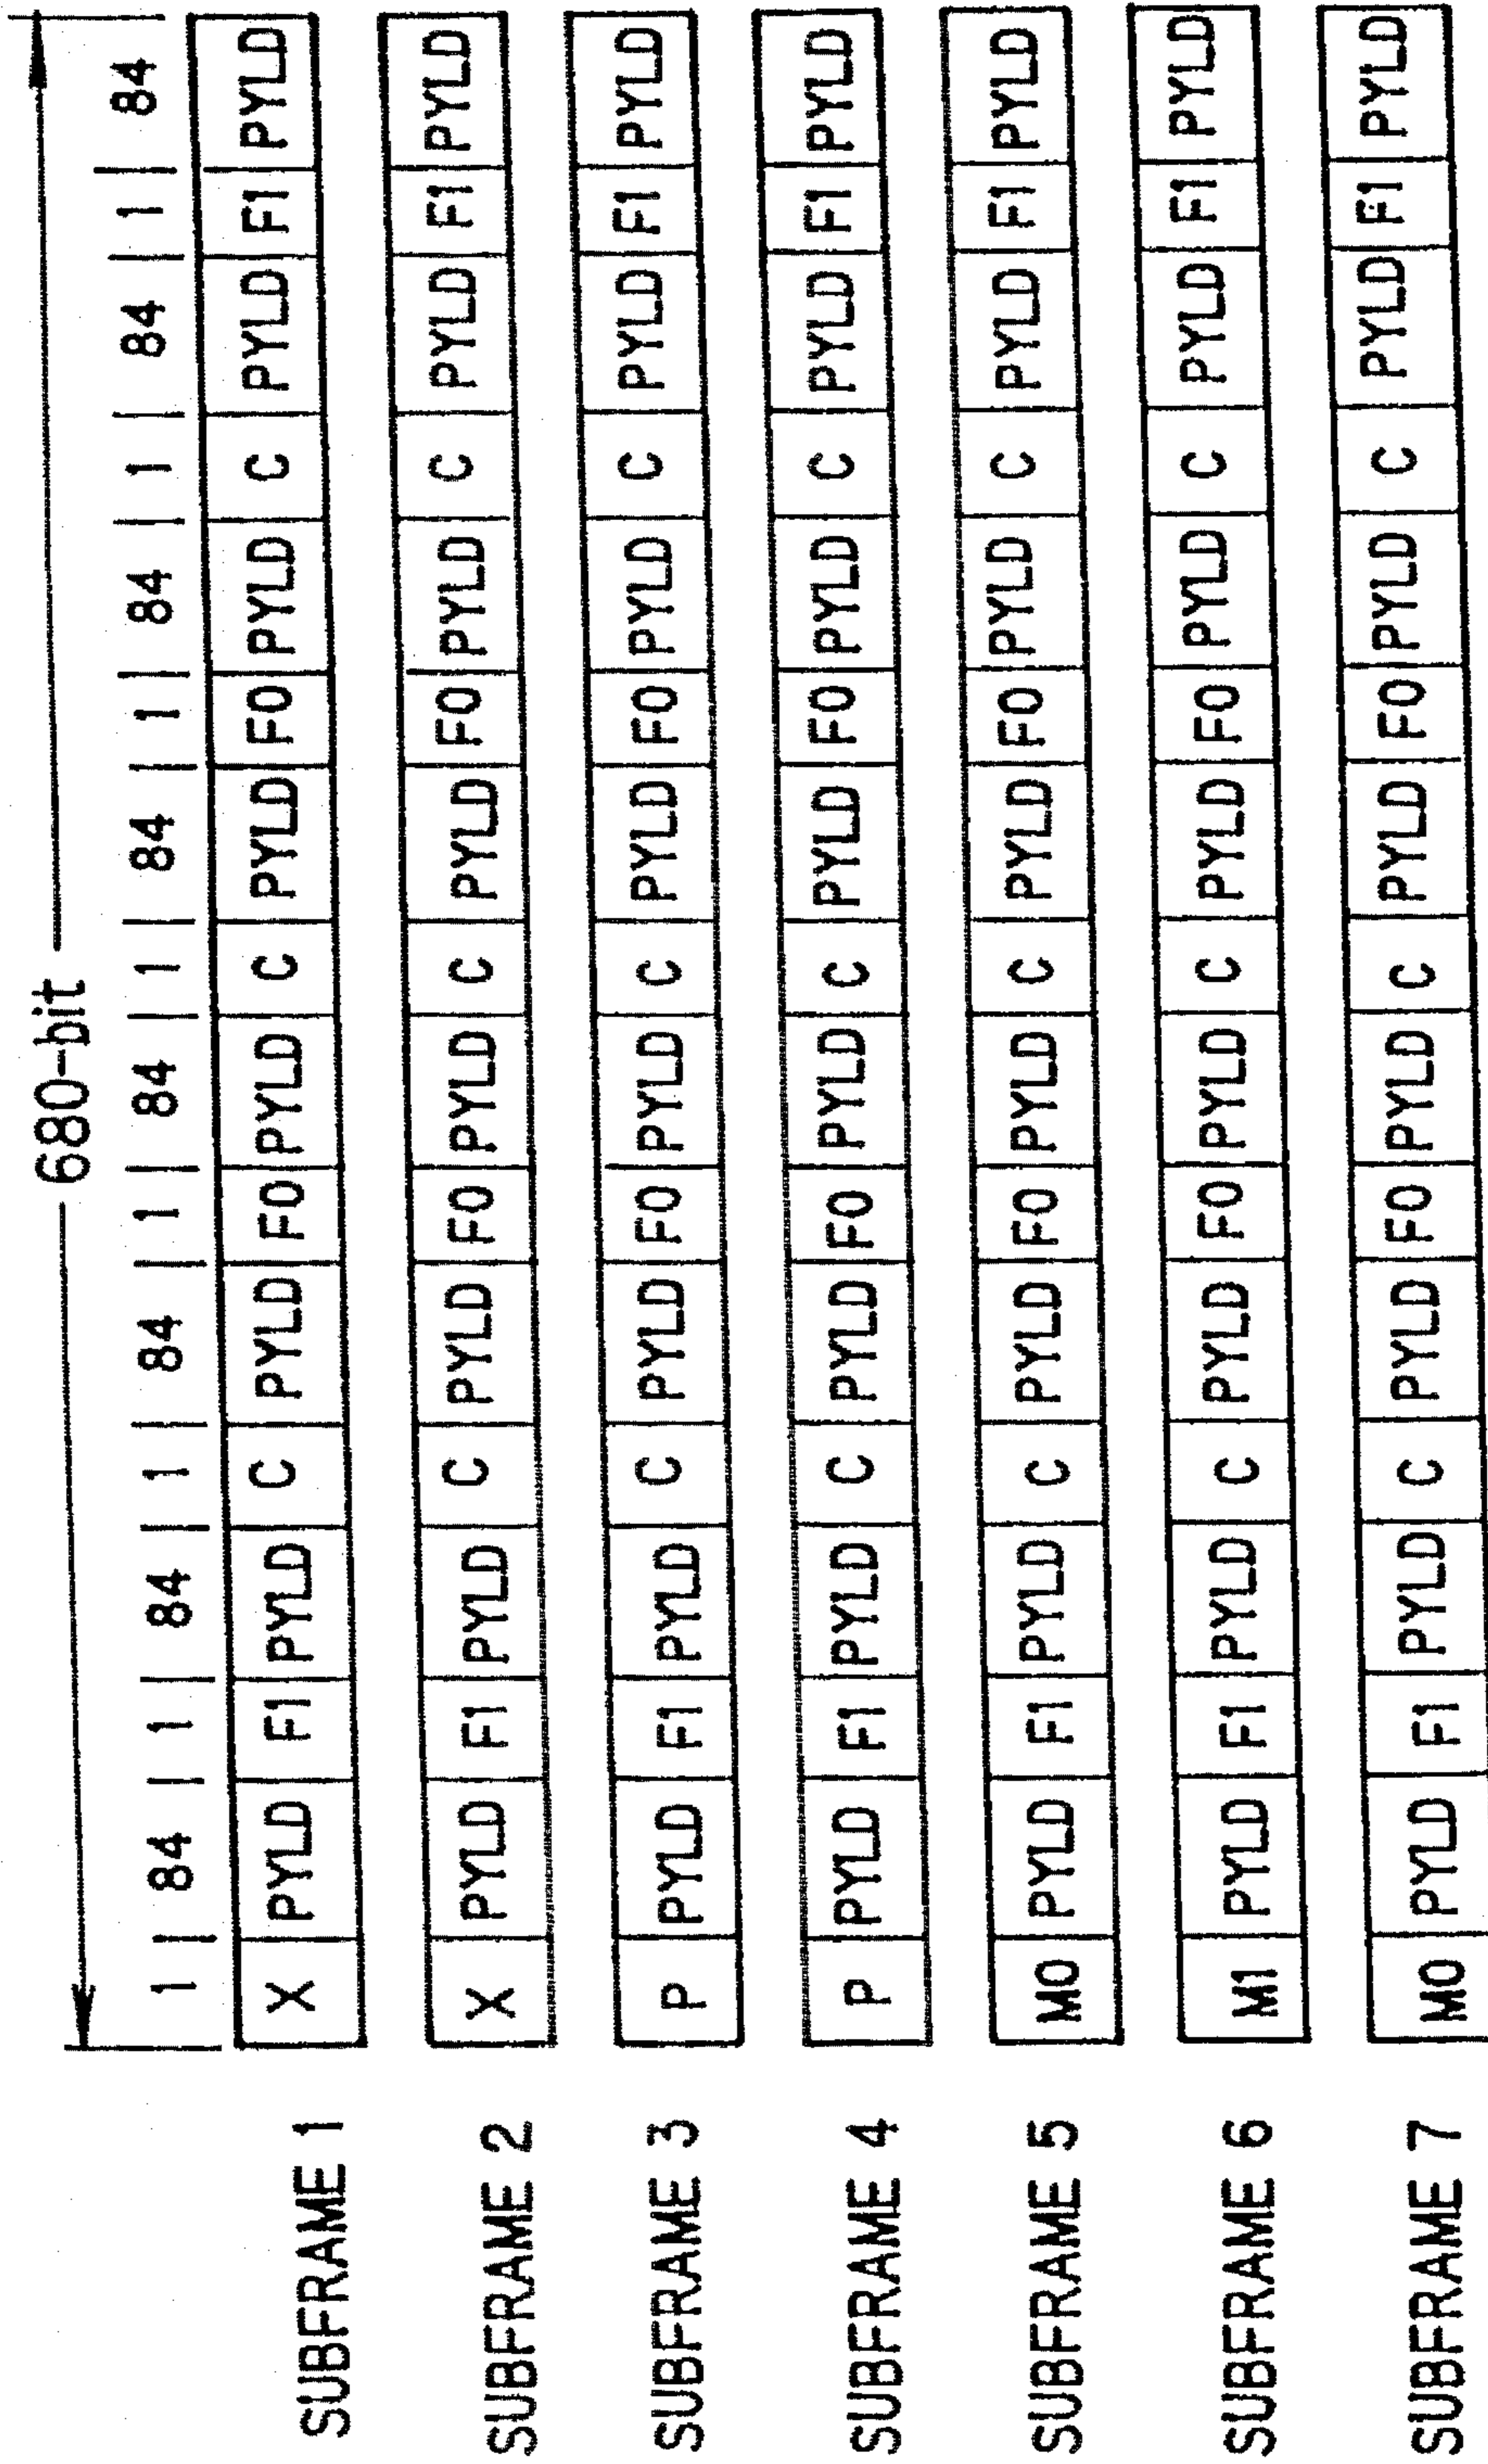 680-bit
1 84 1 84 1 84 1 84 1 84 1 84 1 84 1 84
SUBFRAME 1 X PYLD F1 PYLD C PYLD F0 PYLD C PYLD F0 PYLD C PYLD F1 PYLD
SUBFRAME 2 X PYLD F1 PYLD C PYLD F0 PYLD C PYLD F0 PYLD C PYLD F1 PYLD
SUBFRAME 3 P PYLD F1 PYLD C PYLD F0 PYLD C PYLD F0 PYLD C PYLD F1 PYLD
SUBFRAME 4 P PYLD F1 PYLD C PYLD F0 PYLD C PYLD F0 PYLD C PYLD F1 PYLD
SUBFRAME 5 M0 PYLD F1 PYLD C PYLD F0 PYLD C PYLD F0 PYLD C PYLD F1 PYLD
SUBFRAME 6 M1 PYLD F1 PYLD C PYLD F0 PYLD C PYLD F0 PYLD C PYLD F1 PYLD
SUBFRAME 7 M0 PYLD F1 PYLD C PYLD F0 PYLD C PYLD F0 PYLD C PYLD F1 PYLD